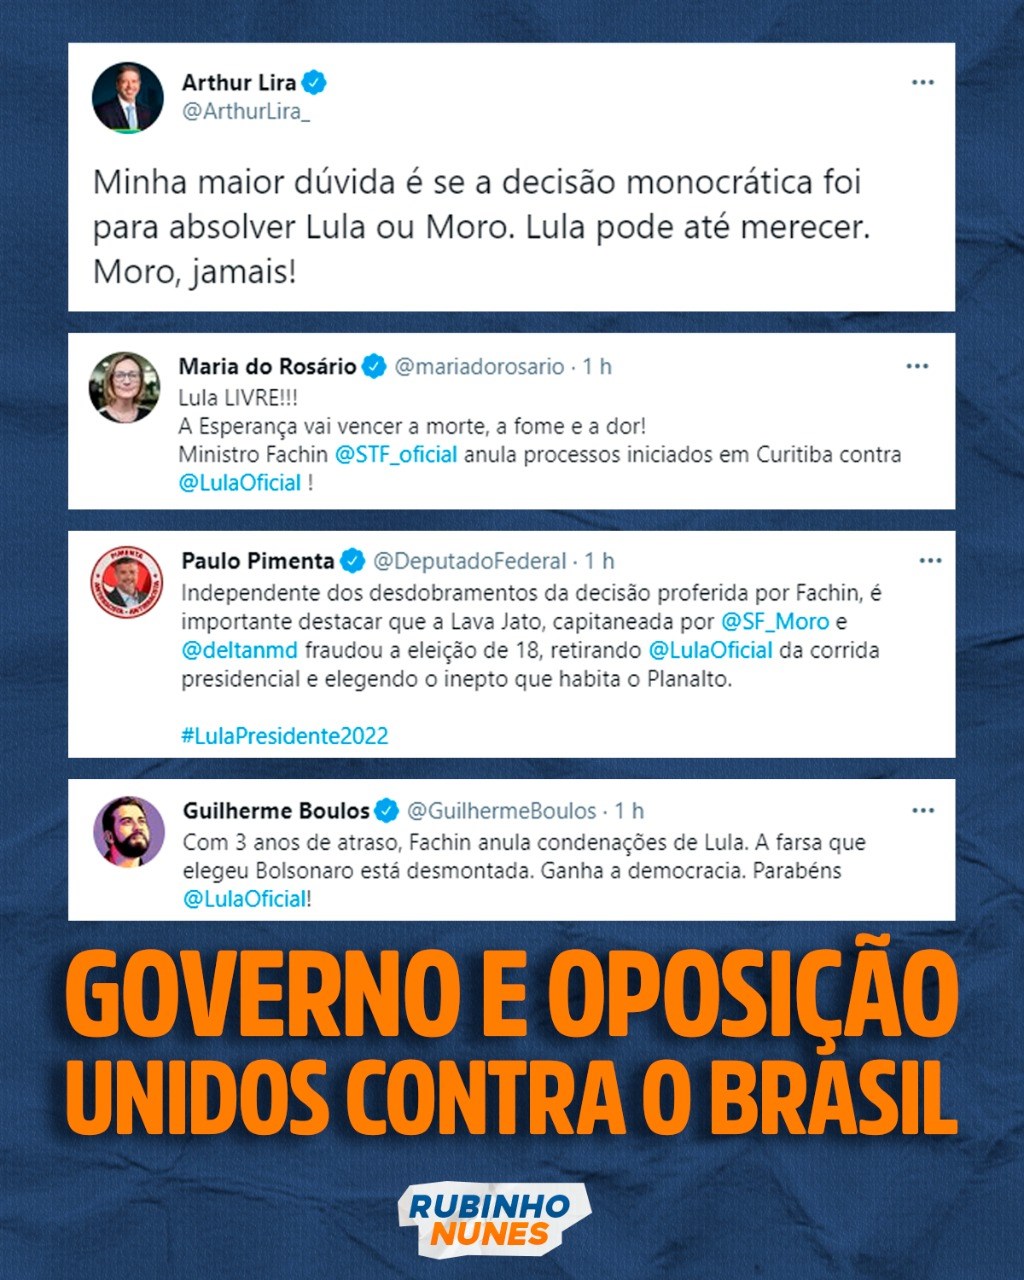 Arthur Lira
@ArthurLira_
Minha maior dúvida é se a decisão monocrática foi
para absolver Lula ou Moro. Lula pode até merecer.
Moro, jamais!
Maria do Rosário @mariadorosario · 1 h
Lula LIVRE!!!
A Esperança vai vencer a morte, a fome e a dor!
Ministro Fachin @STF_oficial anula processos iniciados em Curitiba contra
@LulaOficial !
PIMENTA
ANTIRRACISTA - ANTIRRACISTA
Paulo Pimenta @DeputadoFederal · 1 h
Independente dos desdobramentos da decisão proferida por Fachin, é
importante destacar que a Lava Jato, capitaneada por @SF_Moro e
@deltanmd fraudou a eleição de 18, retirando @LulaOficial da corrida
presidencial e elegendo o inepto que habita o Planalto.
#LulaPresidente2022
Guilherme Boulos @GuilhermeBoulos · 1 h
Com 3 anos de atraso, Fachin anula condenações de Lula. A farsa que
elegeu Bolsonaro está desmontada. Ganha a democracia. Parabéns
@LulaOficial!
GOVERNO E OPOSIÇÃO
UNIDOS CONTRA O BRASIL
RUBINHO
NUNES